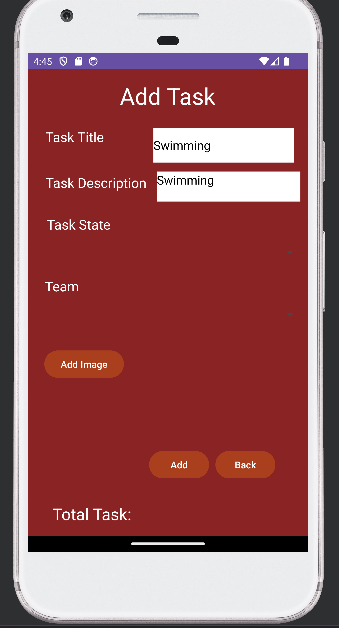 4:45
Add Task
Task Title
Swimming
Task Description
Swimming
Task State
Team
Add Image
Add
Back
Total Task: